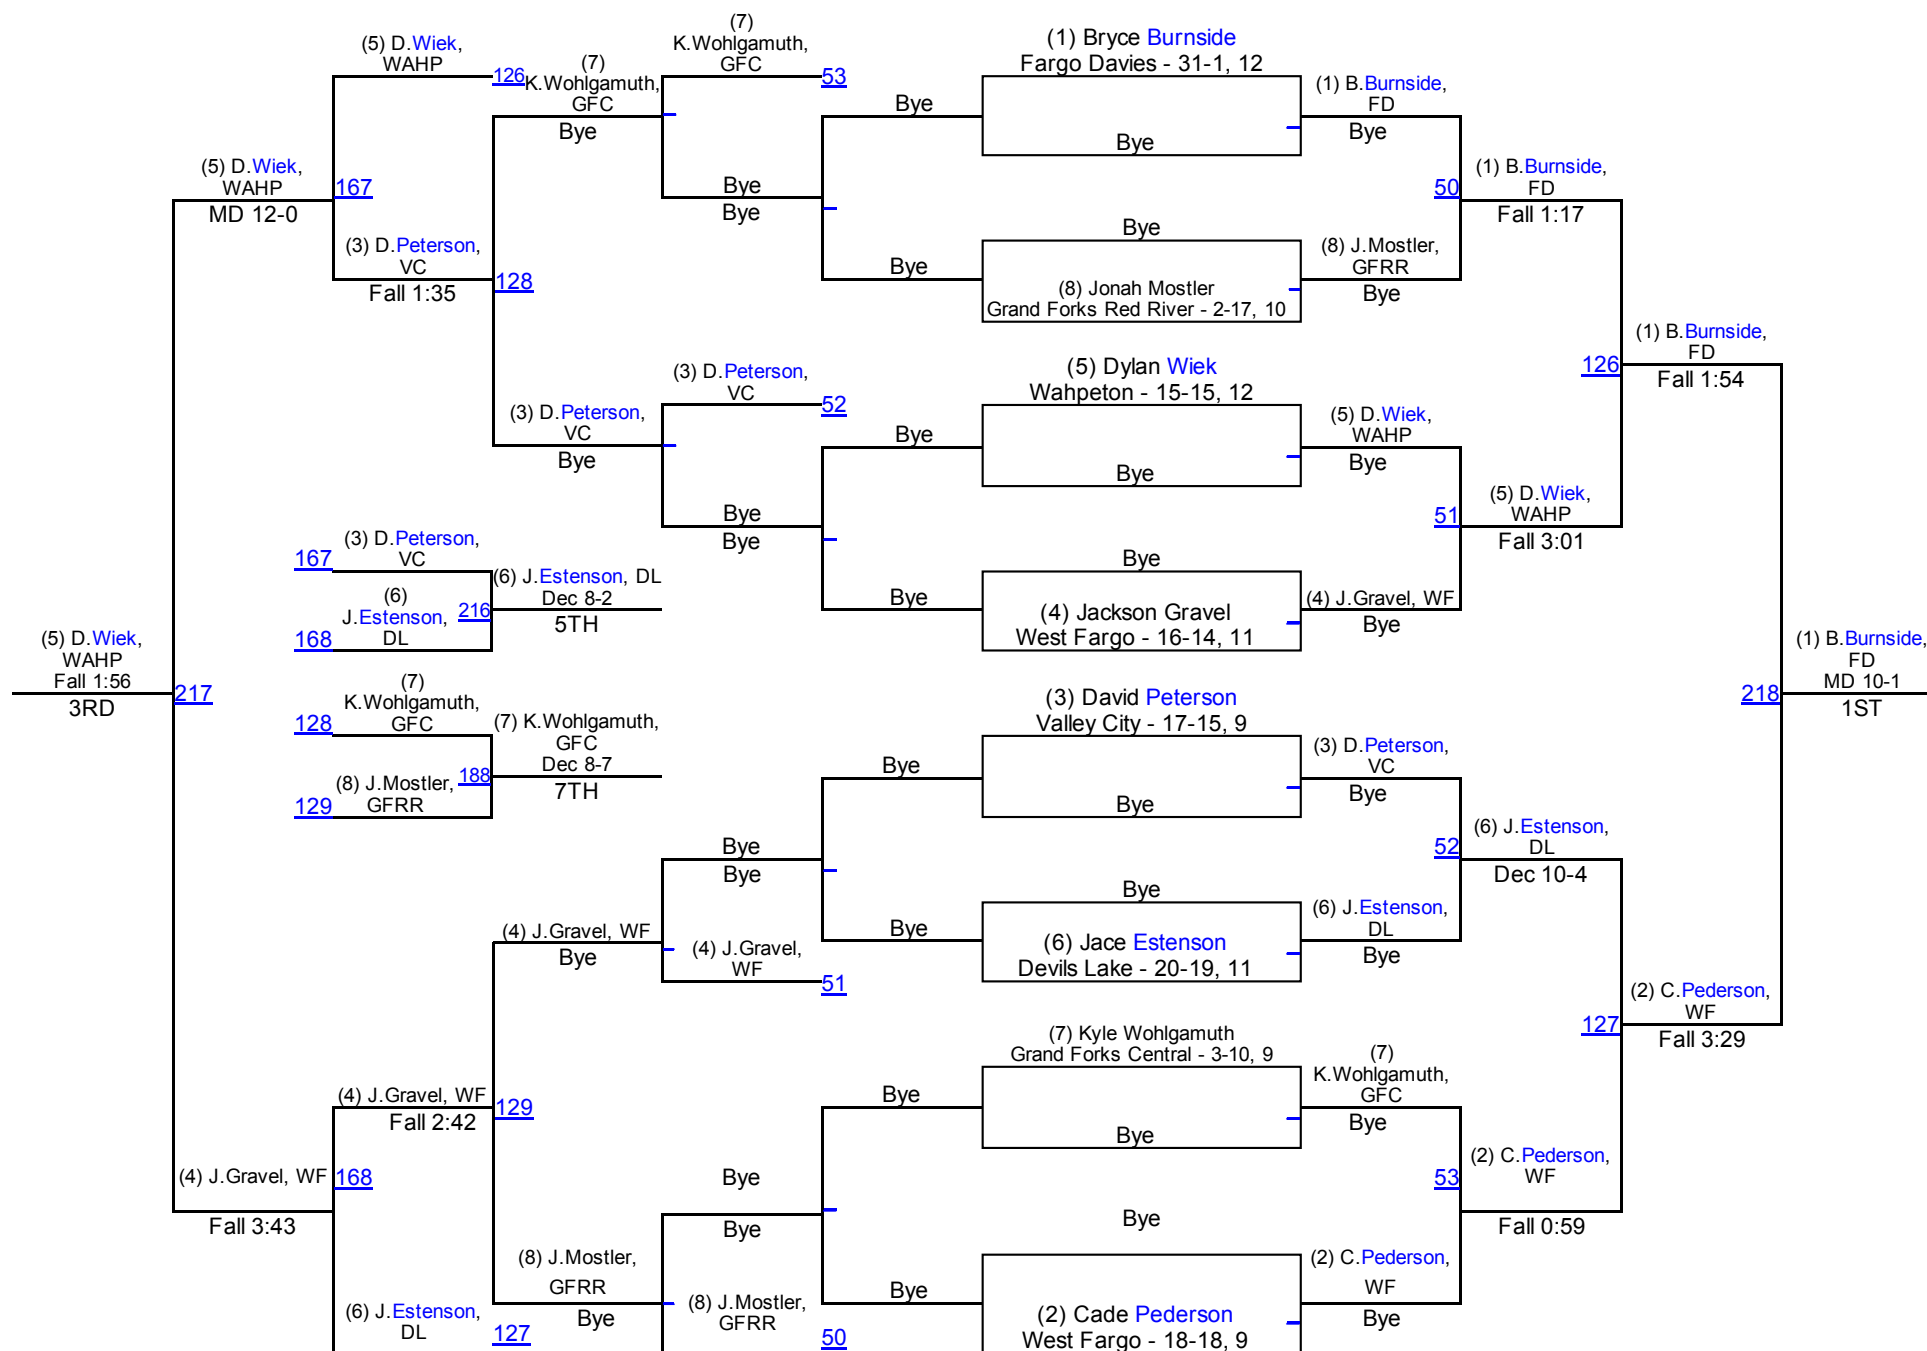 (5) D.Wiek,
WAHP
126
(7)
K.Wohlgamuth,
GFC
Bye
(7)
K.Wohlgamuth,
GFC
53
Bye
Bye
Bye
Bye
(1) Bryce Burnside
Fargo Davies - 31-1, 12
Bye
Bye
(8) Jonah Mostler
Grand Forks Red River - 2-17, 10
(1) B.Burnside,
FD
Bye
50
(8) J.Mostler,
GFRR
Bye
(1) B.Burnside,
FD
Fall 1:17
(5) D.Wiek,
WAHP
MD 12-0
167
(3) D.Peterson,
VC
Fall 1:35
128
(3) D.Peterson,
VC
Bye
(3) D.Peterson,
VC
52
Bye
Bye
Bye
Bye
(5) Dylan Wiek
Wahpeton - 15-15, 12
Bye
Bye
(4) Jackson Gravel
West Fargo - 16-14, 11
(5) D.Wiek,
WAHP
Bye
51
(4) J.Gravel, WF
Bye
(5) D.Wiek,
WAHP
Fall 3:01
126
(1) B.Burnside,
FD
Fall 1:54
167
(3) D.Peterson,
VC
(6)
J.Estenson,
DL
168
216
(6) J.Estenson, DL
Dec 8-2
5TH
(5) D.Wiek,
WAHP
Fall 1:56
3RD
217
128
(7)
K.Wohlgamuth,
GFC
(8) J.Mostler,
GFRR
129
188
(7) K.Wohlgamuth,
GFC
Dec 8-7
7TH
218
(1) B.Burnside,
FD
MD 10-1
1ST
Bye
Bye
Bye
Bye
(3) David Peterson
Valley City - 17-15, 9
Bye
Bye
(6) Jace Estenson
Devils Lake - 20-19, 11
(3) D.Peterson,
VC
Bye
52
(6) J.Estenson,
DL
Bye
(6) J.Estenson,
DL
Dec 10-4
(4) J.Gravel, WF
Bye
(4) J.Gravel,
WF
51
127
(2) C.Pederson,
WF
Fall 3:29
(4) J.Gravel, WF
Fall 2:42
129
(4) J.Gravel, WF
168
Fall 3:43
(7) Kyle Wohlgamuth
Grand Forks Central - 3-10, 9
Bye
Bye
Bye
Bye
Bye
Bye
(7)
K.Wohlgamuth,
GFC
Bye
53
(2) C.Pederson,
WF
Fall 0:59
(8) J.Mostler,
GFRR
Bye
(8) J.Mostler,
GFRR
50
(6) J.Estenson,
DL
127
(2) Cade Pederson
West Fargo - 18-18, 9
(2) C.Pederson,
WF
Bye